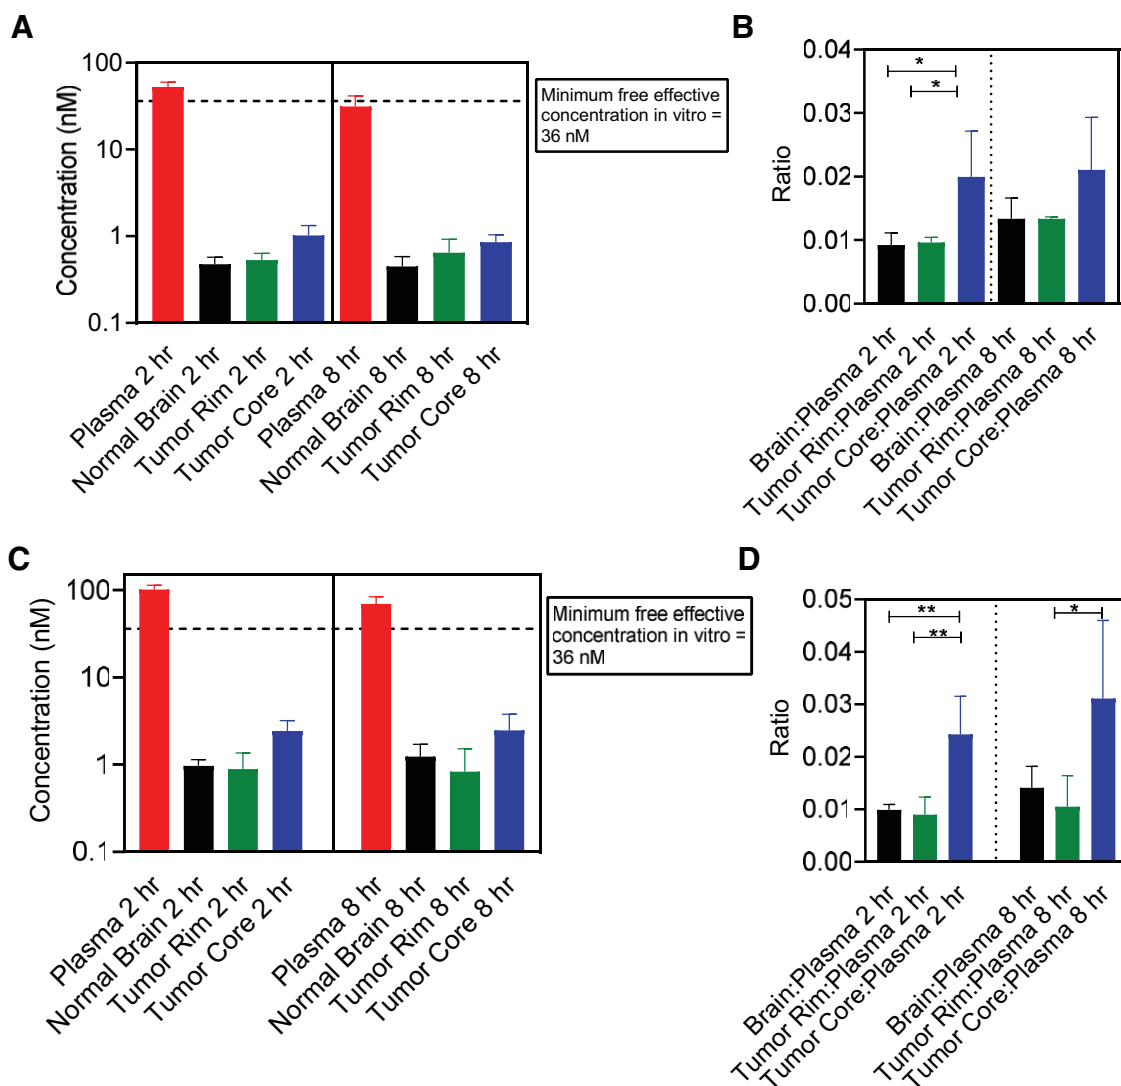 A
Concentration (nM)
100
10
1
0.1
Minimum free effective
concentration in vitro =
36 nM
Plasma 2 hr
Normal Brain 2 hr
Tumor Rim 2 hr
Tumor Core 2 hr
Plasma 8 hr
Normal Brain 8 hr
Tumor Rim 8 hr
Tumor Core 8 hr
B
Ratio
0.04
0.03
0.02
0.01
0.00
*
*
Brain:Plasma 2 hr
Tumor Rim:Plasma 2 hr
Tumor Core:Plasma 2 hr
Brain:Plasma 8 hr
Tumor Rim:Plasma 8 hr
Tumor Core:Plasma 8 hr
C
Concentration (nM)
100
10
1
0.1
Minimum free effective
concentration in vitro =
36 nM
Plasma 2 hr
Normal Brain 2 hr
Tumor Rim 2 hr
Tumor Core 2 hr
Plasma 8 hr
Normal Brain 8 hr
Tumor Rim 8 hr
Tumor Core 8 hr
D
Ratio
0.05
0.04
0.03
0.02
0.01
0.00
**
**
*
Brain:Plasma 2 hr
Tumor Rim:Plasma 2 hr
Tumor Core:Plasma 2 hr
Brain:Plasma 8 hr
Tumor Rim:Plasma 8 hr
Tumor Core:Plasma 8 hr